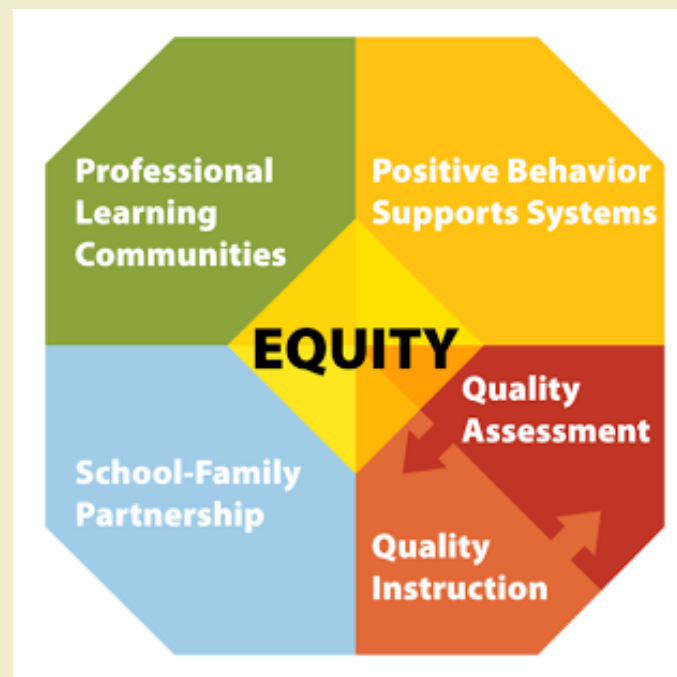 Professional
Learning
Communities
Positive Behavior
Supports Systems
EQUITY
School-Family
Partnership
Quality
Assessment
Quality
Instruction